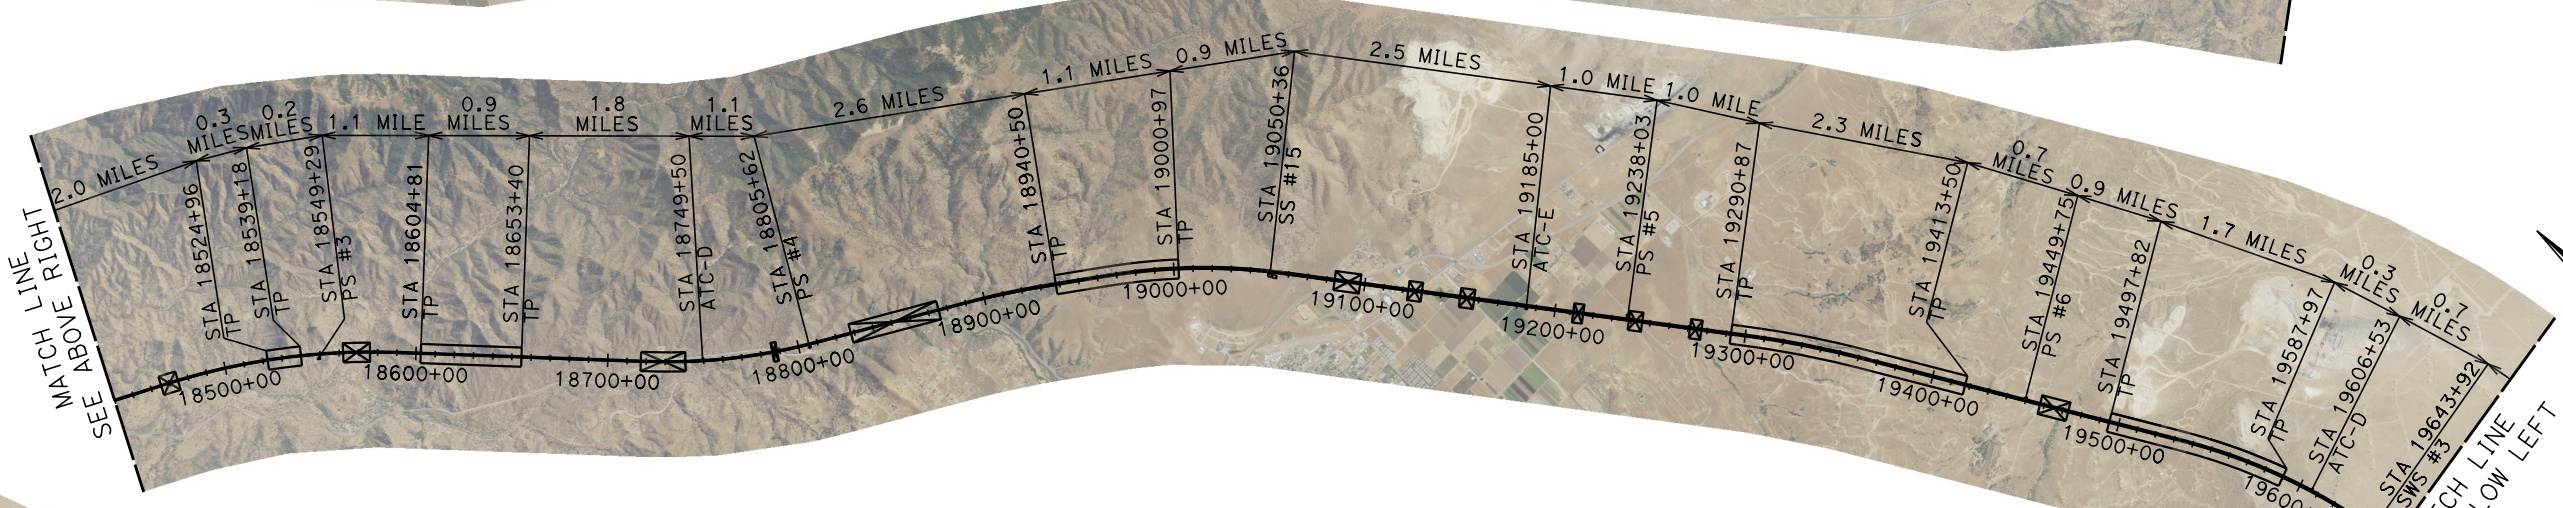 MATCH LINE
SEE ABOVE RIGHT
2.0 MILES
0.3
MILES
0.2
MILES
1.1 MILE
0.9
MILES
1.8
MILES
1.1
MILES
2.6 MILES
1.1 MILES
0.9 MILES
2.5 MILES
1.0 MILE
1.0 MILE
2.3 MILES
0.7
MILES
0.9 MILES
1.7 MILES
0.3
MILES
0.7
MILES
STA 18524+96
TP
STA 18539+18
TP
STA 18549+29
PS #3
STA 18604+81
TP
STA 18653+40
TP
STA 18749+50
ATC-D
STA 18805+62
PS #4
STA 18940+50
TP
STA 19000+97
TP
STA 19050+36
SS #15
STA 19185+00
ATC-E
STA 19238+03
PS #5
STA 19290+87
TP
STA 19413+50
TP
STA 19449+75
PS #6
STA 19497+82
TP
STA 19587+97
TP
STA 19606+53
ATC-D
STA 19643+92
SWS #3
18500+00
18600+00
18700+00
18800+00
18900+00
19000+00
19100+00
19200+00
19300+00
19400+00
19500+00
19600
CH LINE
LOW LEFT